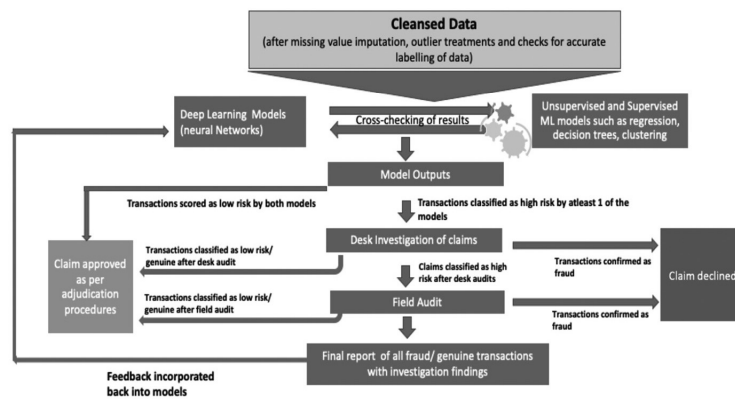 Cleansed Data
(after missing value imputation, outlier treatments and checks for accurate
labelling of data)
Deep Learning Models
(neural Networks)
Cross-checking of results
Unsupervised and Supervised
ML models such as regression,
decision trees, clustering
Model Outputs
Transactions scored as low risk by both models
Transactions classified as high risk by atleast 1 of the
models
Desk Investigation of claims
Transactions classified as low risk/
genuine after desk audit
Transactions confirmed as
fraud
Claim approved
as per
adjudication
procedures
Claim declined
Claims classified as high
risk after desk audits
Transactions classified as low risk/
genuine after field audit
Field Audit
Transactions confirmed as
fraud
Final report of all fraud/ genuine transactions
with investigation findings
Feedback incorporated
back into models